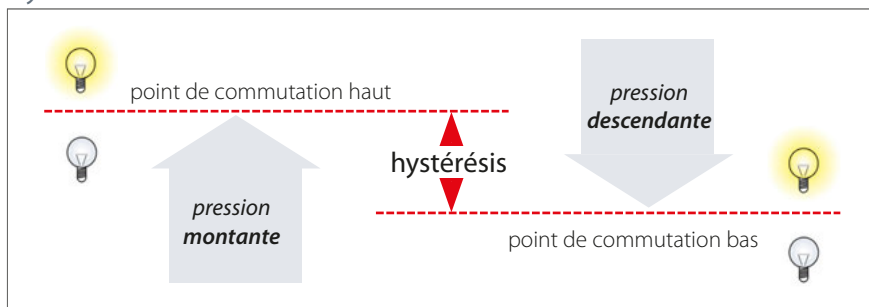 point de commutation haut
pression
descendante
hystérésis
pression
montante
point de commutation bas